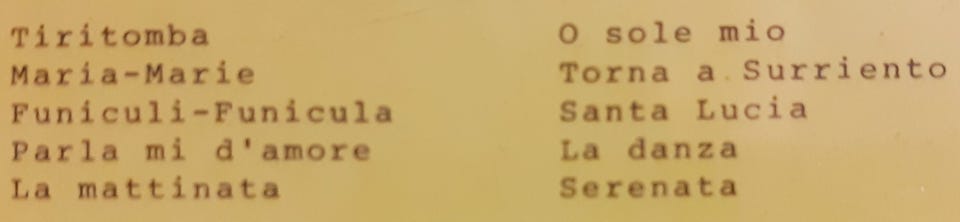 Tiritomba
Maria-Marie
Funiculi-Funicula
Parla mi d'amore
La mattinata
O sole mio
Torna a Surriento
Santa Lucia
La danza
Serenata